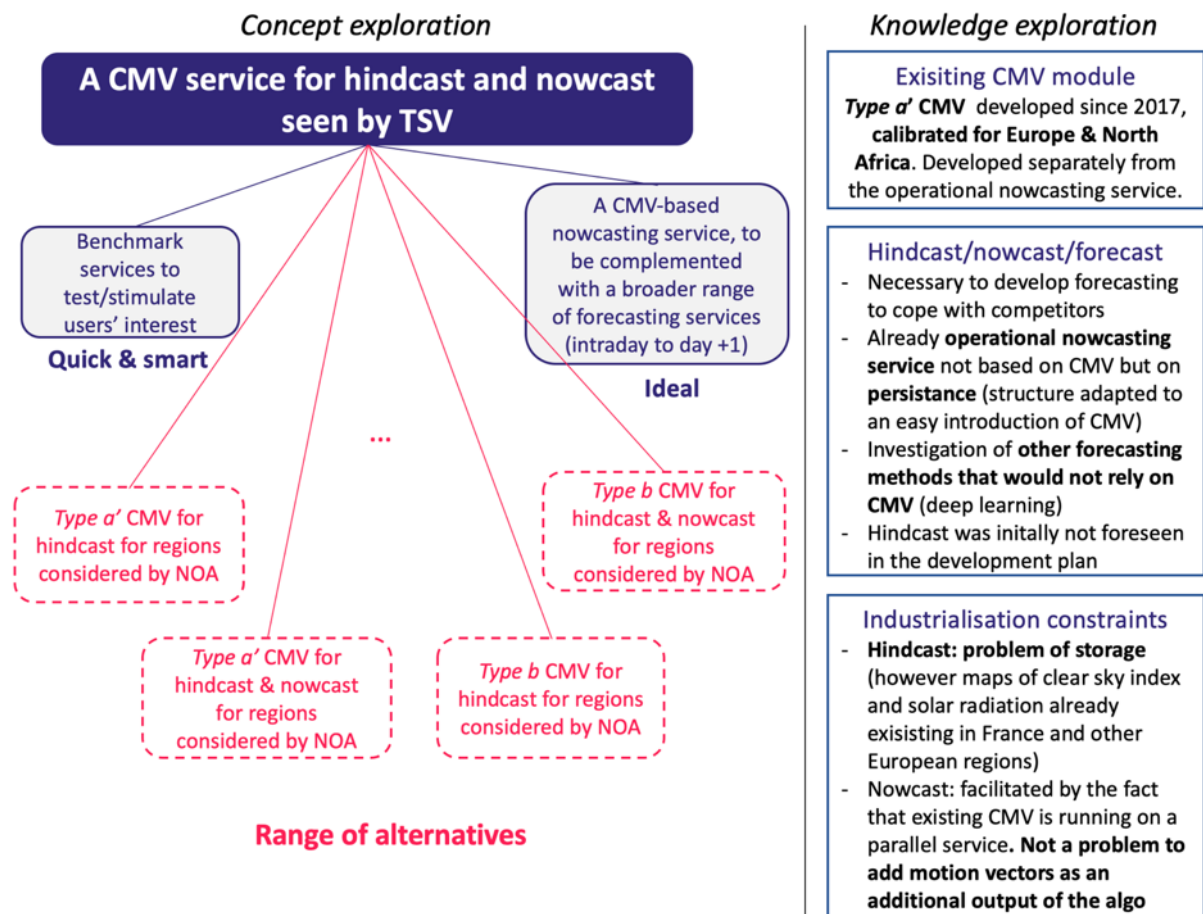 Concept exploration
A CMV service for hindcast and nowcast
seen by TSV
Benchmark
services to
test/stimulate
users’ interest
Quick & smart
A CMV-based
nowcasting service, to
be complemented
with a broader range
of forecasting services
(intraday to day +1)
Ideal
...
Type a’ CMV for
hindcast for regions
considered by NOA
Type b CMV for
hindcast & nowcast
for regions
considered by NOA
Type a’ CMV for
hindcast & nowcast
for regions
considered by NOA
Type b CMV for
hindcast for regions
considered by NOA
Range of alternatives
Knowledge exploration
Exisiting CMV module
Type a’ CMV developed since 2017,
calibrated for Europe & North
Africa. Developed separately from
the operational nowcasting service.
Hindcast/nowcast/forecast
- Necessary to develop forecasting
to cope with competitors
- Already operational nowcasting
service not based on CMV but on
persistance (structure adapted to
an easy introduction of CMV)
- Investigation of other forecasting
methods that would not rely on
CMV (deep learning)
- Hindcast was initally not foreseen
in the development plan
Industrialisation constraints
- Hindcast: problem of storage
(however maps of clear sky index
and solar radiation already
exisisting in France and other
European regions)
- Nowcast: facilitated by the fact
that existing CMV is running on a
parallel service. Not a problem to
add motion vectors as an
additional output of the algo